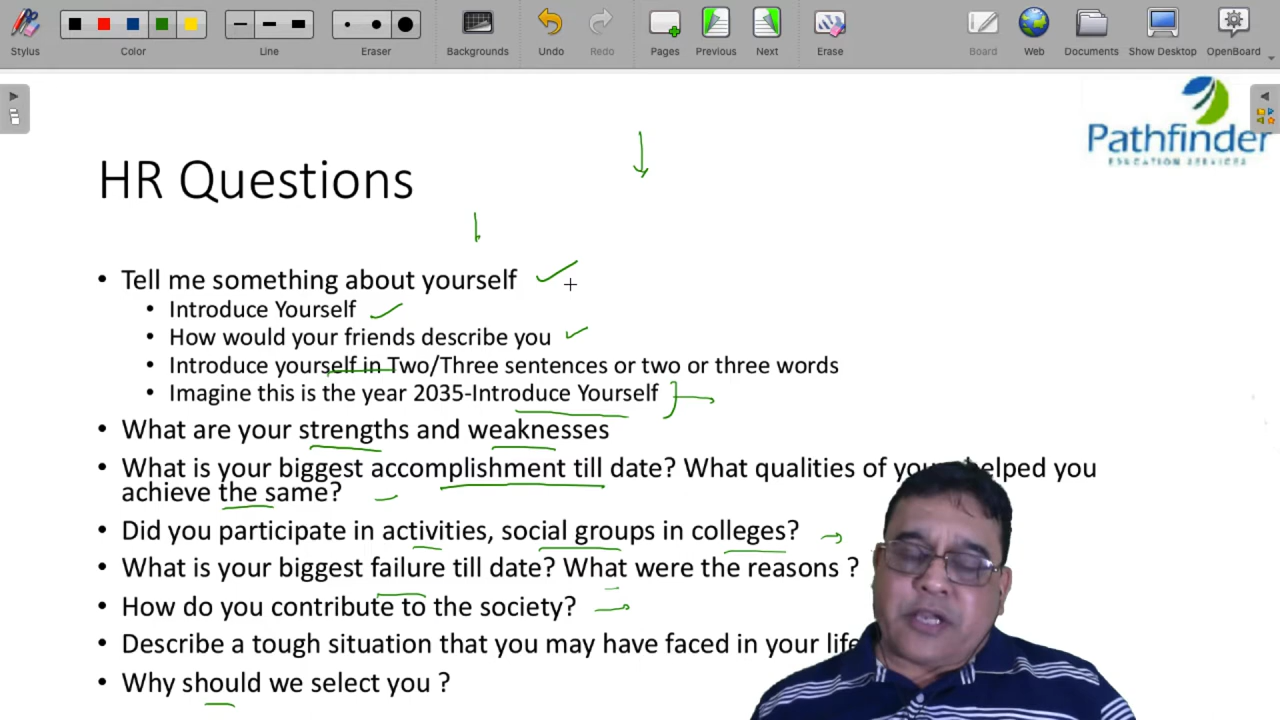 Stylus
Color
Line
Eraser
Backgrounds
Undo
Redo
Pages
Previous
Next
Erase
Board
Web
Documents
Show Desktop
OpenBoard
Pathfinder
EDUCATION SERVICES
HR Questions
• Tell me something about yourself
• Introduce Yourself
• How would your friends describe you
• Introduce yourself in Two/Three sentences or two or three words
• Imagine this is the year 2035-Introduce Yourself
• What are your strengths and weaknesses
• What is your biggest accomplishment till date? What qualities of helped you
achieve the same?
• Did you participate in activities, social groups in colleges?
• What is your biggest failure till date? What were the reasons ?
• How do you contribute to the society?
• Describe a tough situation that you may have faced in your
• Why should we select you ?